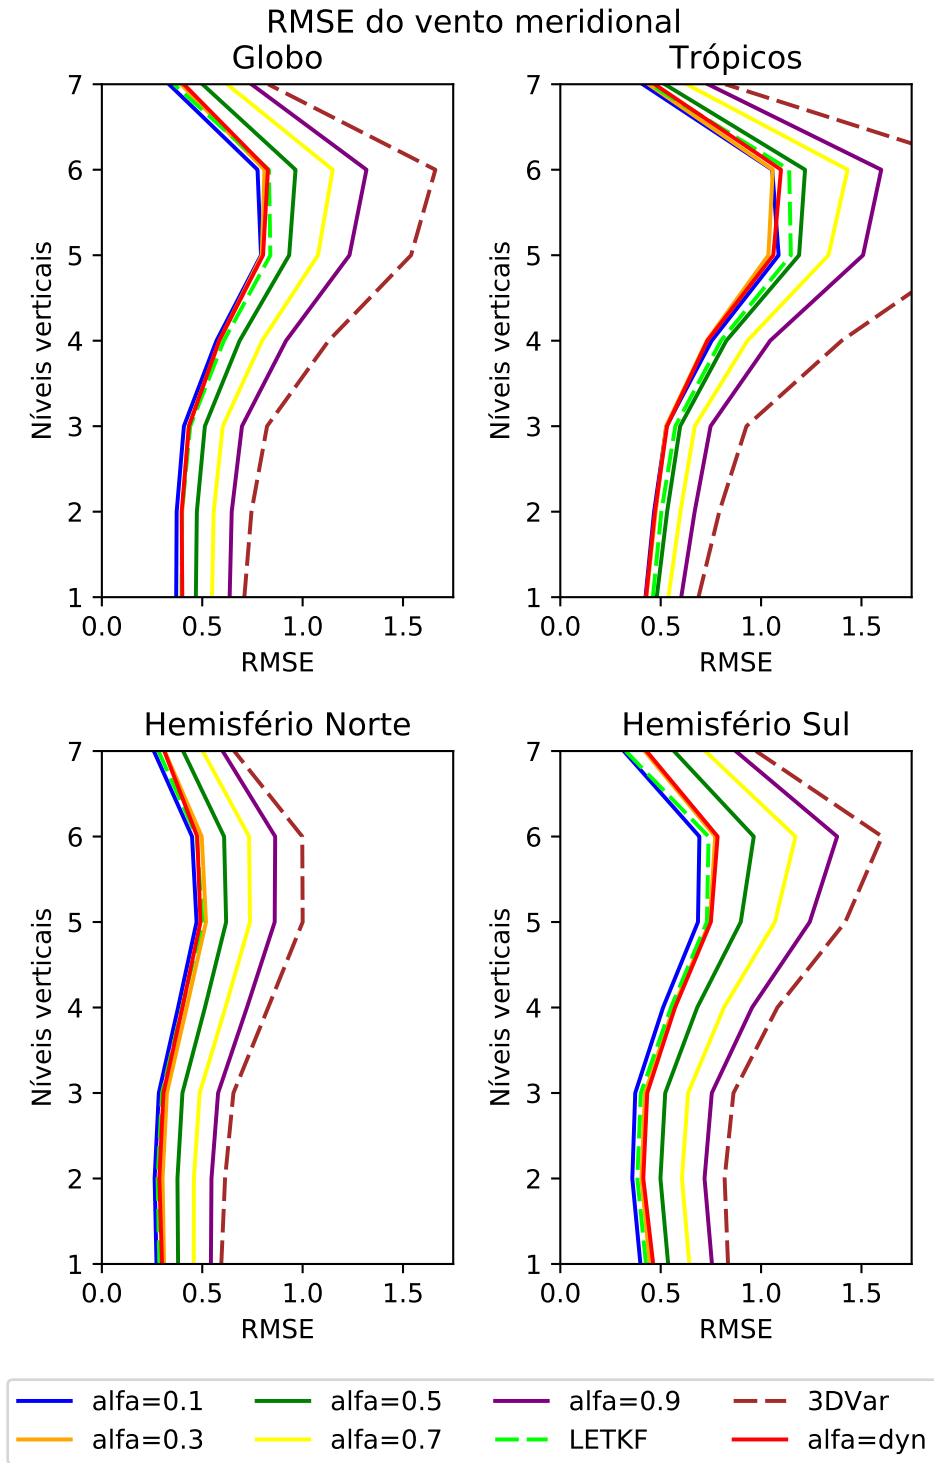 RMSE do vento meridional
Globo
Trópicos
7
6
5
4
3
2
1
Níveis verticais
0.0 0.5 1.0 1.5
RMSE
7
6
5
4
3
2
1
Níveis verticais
0.0 0.5 1.0 1.5
RMSE
Hemisfério Norte
Hemisfério Sul
7
6
5
4
3
2
1
Níveis verticais
0.0 0.5 1.0 1.5
RMSE
7
6
5
4
3
2
1
Níveis verticais
0.0 0.5 1.0 1.5
RMSE
alfa=0.1 alfa=0.5 alfa=0.9 3DVar
alfa=0.3 alfa=0.7 LETKF alfa=dyn